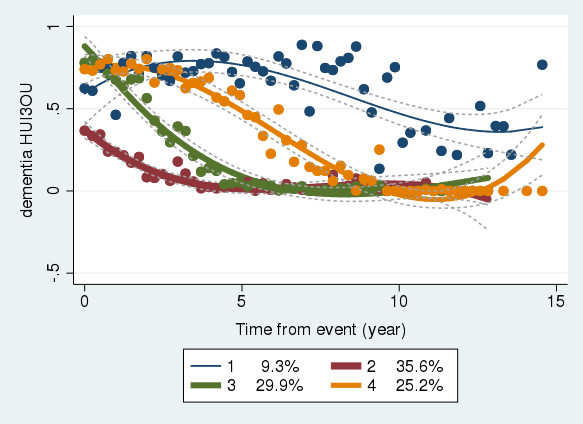 1
.5
0
-.5
dementia HUI3OU
0 5 10 15
Time from event (year)
1 9.3% 2 35.6%
3 29.9% 4 25.2%